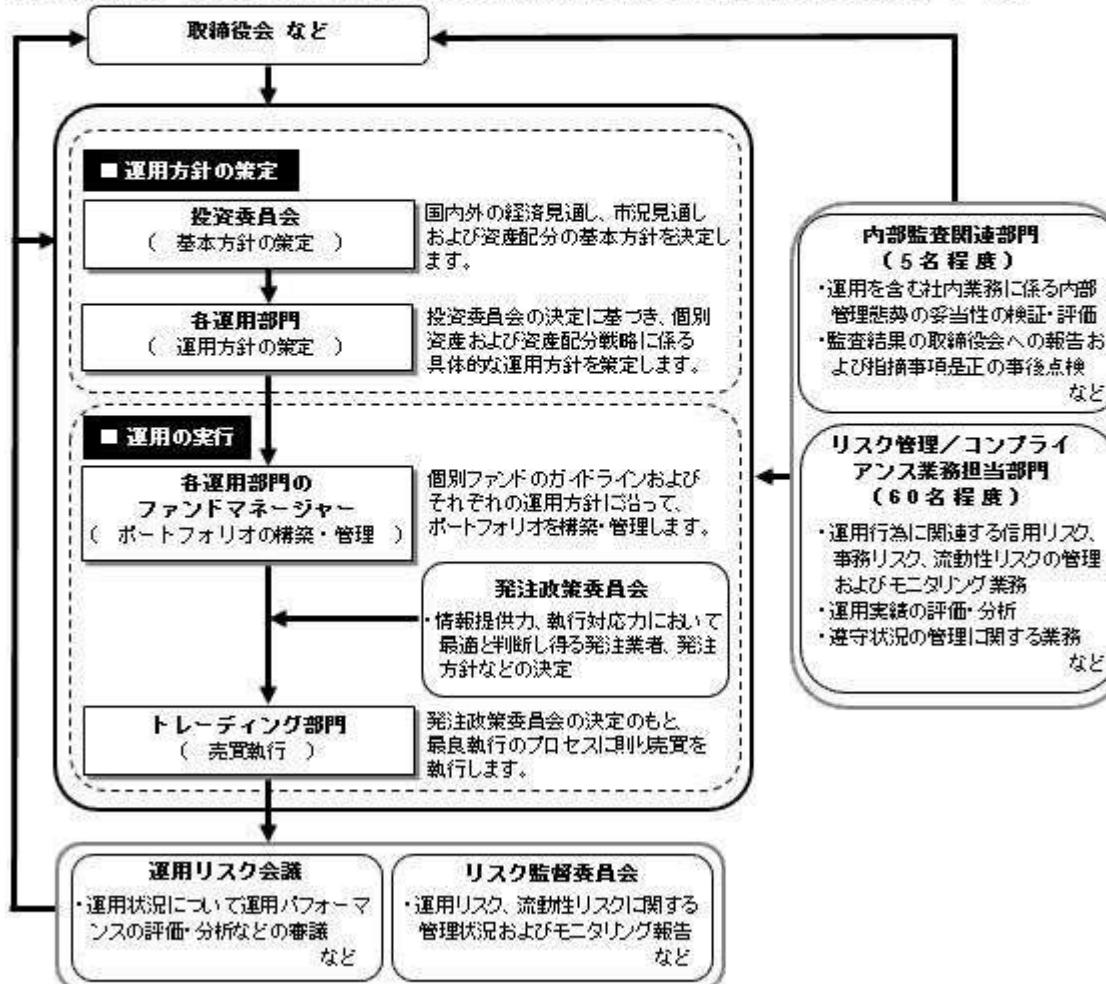 取締役会 など
■ 運用方針の策定
投資委員会
（ 基本方針の策定 ）
国内外の経済見通し、市況見通し
および資産配分の基本方針を決定し
ます。
各運用部門
（ 運用方針の策定 ）
投資委員会の決定に基づき、個別
資産および資産配分戦略に係る
具体的な運用方針を策定します。
■ 運用の実行
各運用部門の
ファンドマネージャー
（ ポートフォリオの構築・管理 ）
個別ファンドのガイドラインおよび
それぞれの運用方針に沿って、
ポートフォリオを構築・管理します。
発注政策委員会
・情報提供力、執行対応力において
最適と判断し得る発注業者、発注
方針などの決定
トレーディング部門
（ 売買執行 ）
発注政策委員会の決定のもと、
最良執行のプロセスに則り売買を
執行します。
運用リスク会議
・運用状況について運用パフォーマ
ンスの評価・分析などの審議
など
リスク監督委員会
・運用リスク、流動性リスクに関する
管理状況およびモニタリング報告
など
内部監査関連部門
（５名程度）
・運用を含む社内業務に係る内部
管理態勢の妥当性の検証・評価
・監査結果の取締役会への報告お
よび指摘事項是正の事後点検
など
リスク管理／コンプライ
アンス業務担当部門
（６０名程度）
・運用行為に関連する信用リスク、
事務リスク、流動性リスクの管理
およびモニタリング業務
・運用実績の評価・分析
・遵守状況の管理に関する業務
など